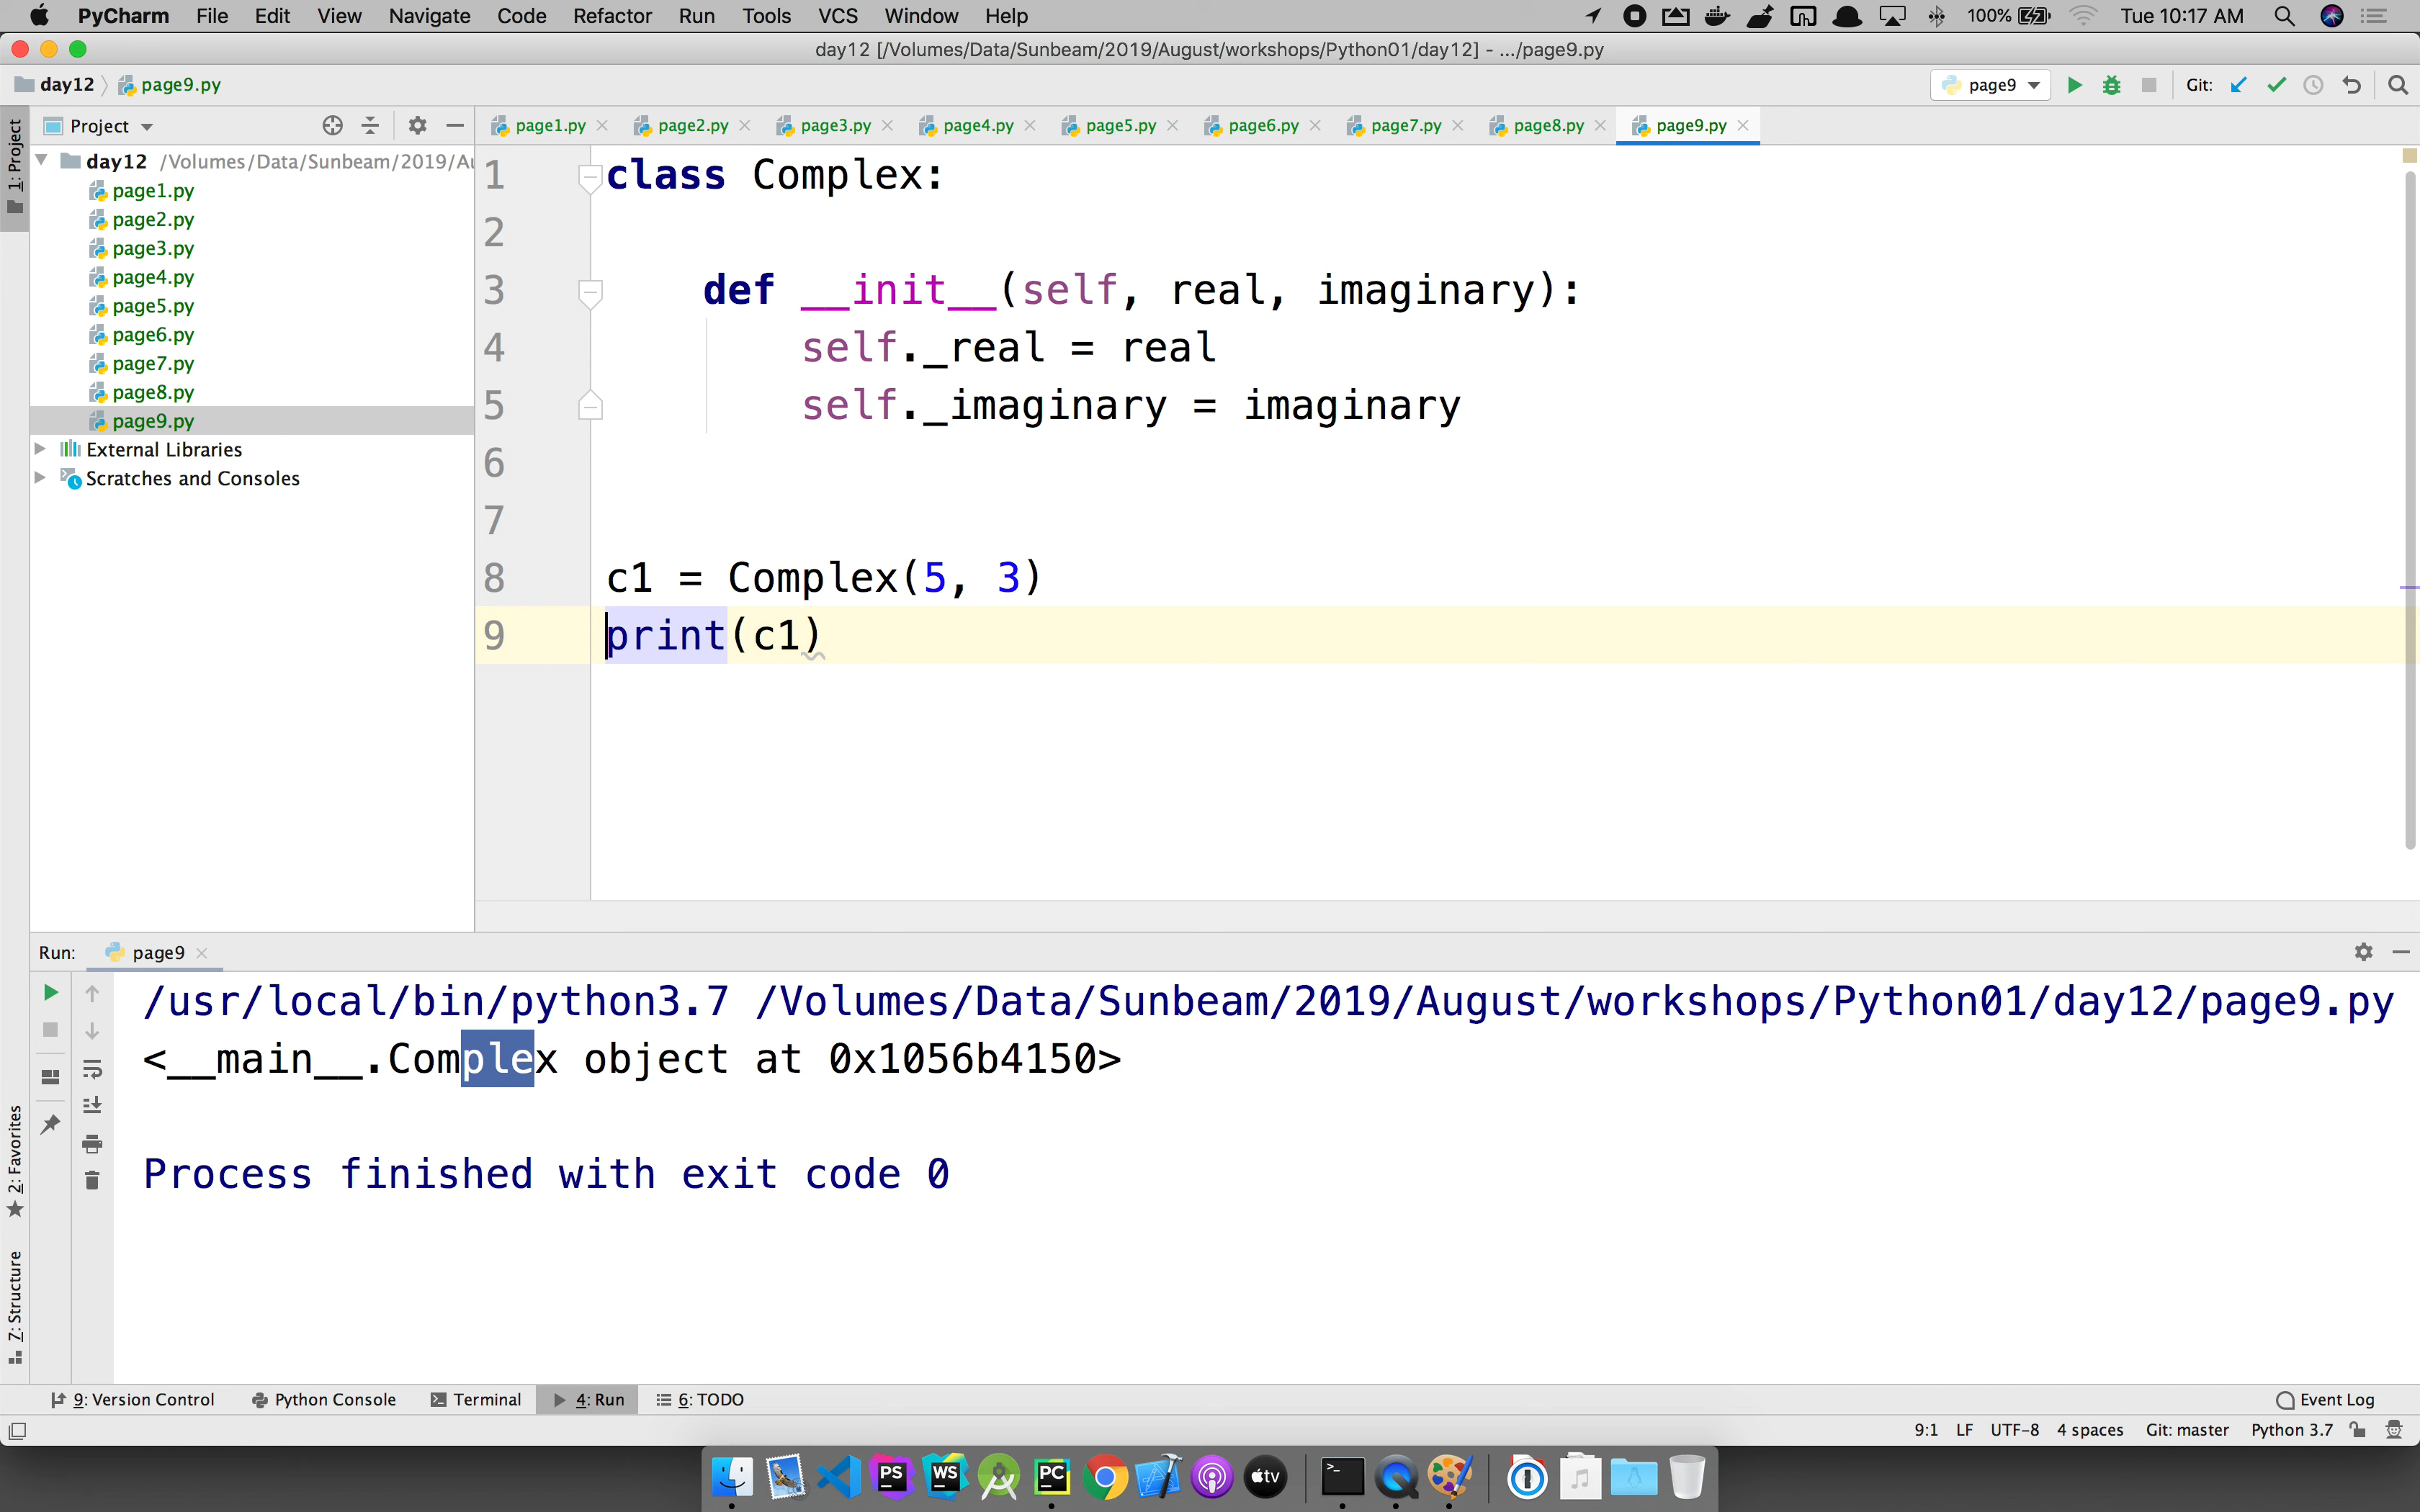 PyCharm File Edit View Navigate Code Refactor Run Tools VCS Window Help 100% Tue 10:17 AM
day12 [/Volumes/Data/Sunbeam/2019/August/workshops/Python01/day12] - .../page9.py
day12 page9.py page9 Git:
1: Project
Project
page1.py page2.py page3.py page4.py page5.py page6.py page7.py page8.py page9.py
day12 /Volumes/Data/Sunbeam/2019/Au
page1.py
page2.py
page3.py
page4.py
page5.py
page6.py
page7.py
page8.py
page9.py
External Libraries
Scratches and Consoles
1 class Complex:
2
3 def __init__(self, real, imaginary):
4 self._real = real
5 self._imaginary = imaginary
6
7
8 c1 = Complex(5, 3)
9 print(c1)
Run: page9
/usr/local/bin/python3.7 /Volumes/Data/Sunbeam/2019/August/workshops/Python01/day12/page9.py
<__main__.Complex object at 0x1056b4150>
Process finished with exit code 0
2: Favorites
7: Structure
9: Version Control Python Console Terminal 4: Run 6: TODO Event Log
9:1 LF UTF-8 4 spaces Git: master Python 3.7
PS WS PC tv